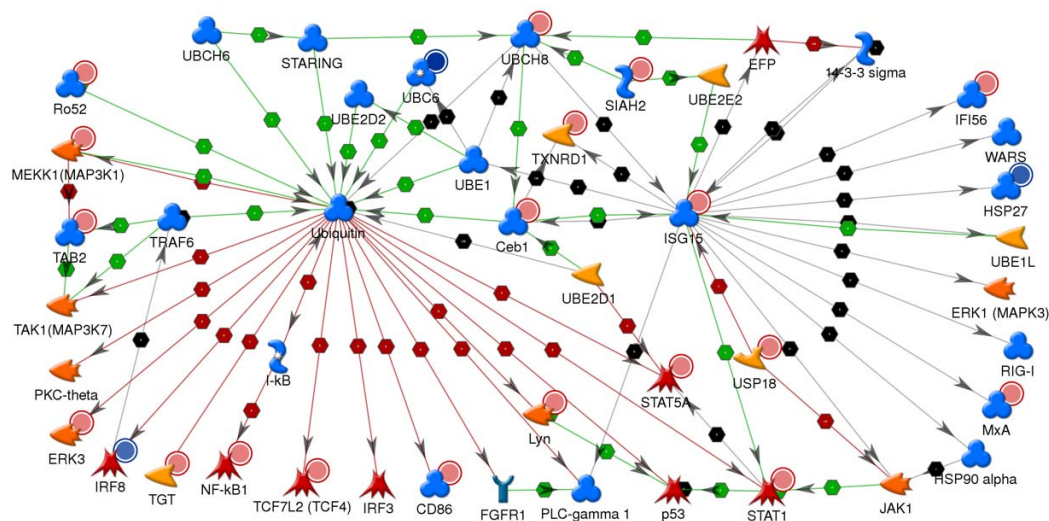 UBCH6
STARING
UBCH8
EFP
14-3-3 sigma
Ro52
UBE2D2
UBC6
SIAH2
UBE2E2
IFI56
MEKK1(MAP3K1)
UBE1
TXNRD1
WARS
HSP27
TAB2
TRAF6
Ubiquitin
Ceb1
ISG15
UBE1L
UBE2D1
TAK1(MAP3K7)
ERK1 (MAPK3)
PKC-theta
I-kB
STAT5A
USP18
RIG-I
ERK3
Lyn
MxA
IRF8
TGT
NF-kB1
TCF7L2 (TCF4)
IRF3
CD86
FGFR1
PLC-gamma 1
p53
STAT1
JAK1
HSP90 alpha